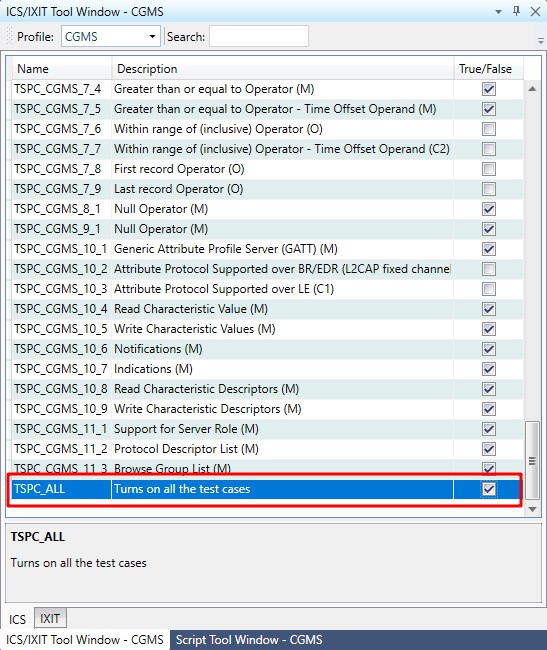 ICS/IXIT Tool Window - CGMS
Profile: CGMS Search:
Name Description True/False
TSPC_CGMS_7_4 Greater than or equal to Operator (M)
TSPC_CGMS_7_5 Greater than or equal to Operator - Time Offset Operand (M)
TSPC_CGMS_7_6 Within range of (inclusive) Operator (O)
TSPC_CGMS_7_7 Within range of (inclusive) Operator - Time Offset Operand (C2)
TSPC_CGMS_7_8 First record Operator (O)
TSPC_CGMS_7_9 Last record Operator (O)
TSPC_CGMS_8_1 Null Operator (M)
TSPC_CGMS_9_1 Null Operator (M)
TSPC_CGMS_10_1 Generic Attribute Profile Server (GATT) (M)
TSPC_CGMS_10_2 Attribute Protocol Supported over BR/EDR (L2CAP fixed channel
TSPC_CGMS_10_3 Attribute Protocol Supported over LE (C1)
TSPC_CGMS_10_4 Read Characteristic Value (M)
TSPC_CGMS_10_5 Write Characteristic Values (M)
TSPC_CGMS_10_6 Notifications (M)
TSPC_CGMS_10_7 Indications (M)
TSPC_CGMS_10_8 Read Characteristic Descriptors (M)
TSPC_CGMS_10_9 Write Characteristic Descriptors (M)
TSPC_CGMS_11_1 Support for Server Role (M)
TSPC_CGMS_11_2 Protocol Descriptor List (M)
TSPC_CGMS_11_3 Browse Group List (M)
TSPC_ALL Turns on all the test cases
TSPC_ALL
Turns on all the test cases
ICS IXIT
ICS/IXIT Tool Window - CGMS Script Tool Window - CGMS